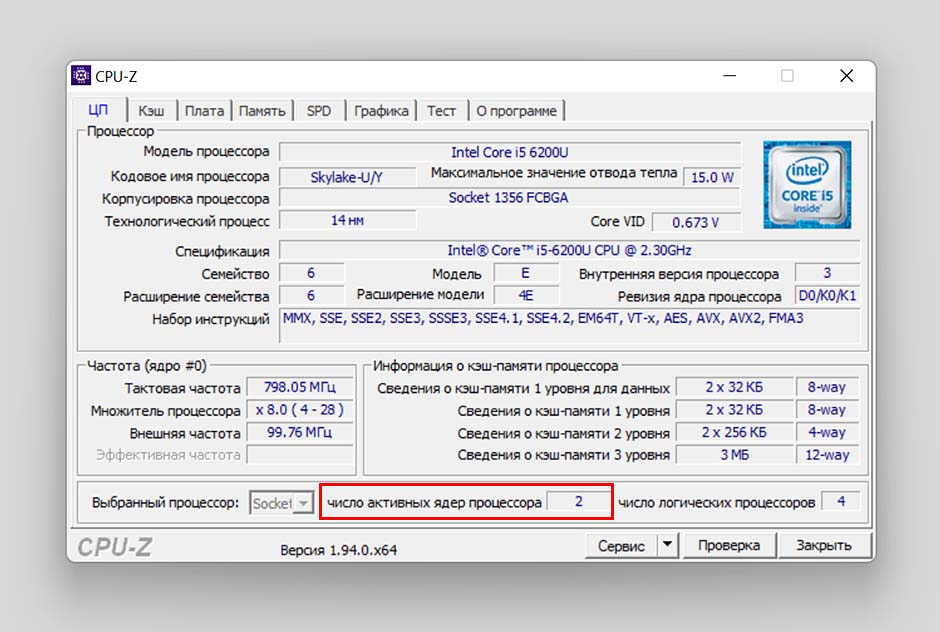 CPU-Z
ЦП Кэш Плата Память SPD Графика Тест О программе
Процессор
Модель процессора Intel Core i5 6200U
Кодовое имя процессора Skylake-U/Y Максимальное значение отвода тепла 15.0 W
Корпусировка процессора Socket 1356 FCBGA
Технологический процесс 14 нм Core VID 0.673 V
intel CORE i5 inside
Спецификация Intel® Core™ i5-6200U CPU @ 2.30GHz
Семейство 6 Модель E Внутренняя версия процессора 3
Расширение семейства 6 Расширение модели 4E Ревизия ядра процессора D0/K0/K1
Набор инструкций MMX, SSE, SSE2, SSE3, SSSE3, SSE4.1, SSE4.2, EM64T, VT-x, AES, AVX, AVX2, FMA3
Частота (ядро #0)
Тактовая частота 798.05 МГц
Множитель процессора x 8.0 ( 4 - 28 )
Внешняя частота 99.76 МГц
Эффективная частота
Информация о кэш-памяти процессора
Сведения о кэш-памяти 1 уровня для данных 2 x 32 КБ 8-way
Сведения о кэш-памяти 1 уровня 2 x 32 КБ 8-way
Сведения о кэш-памяти 2 уровня 2 x 256 КБ 4-way
Сведения о кэш-памяти 3 уровня 3 МБ 12-way
Выбранный процессор: Socket число активных ядер процессора 2 число логических процессоров 4
CPU-Z Версия 1.94.0.x64 Сервис Проверка Закрыть